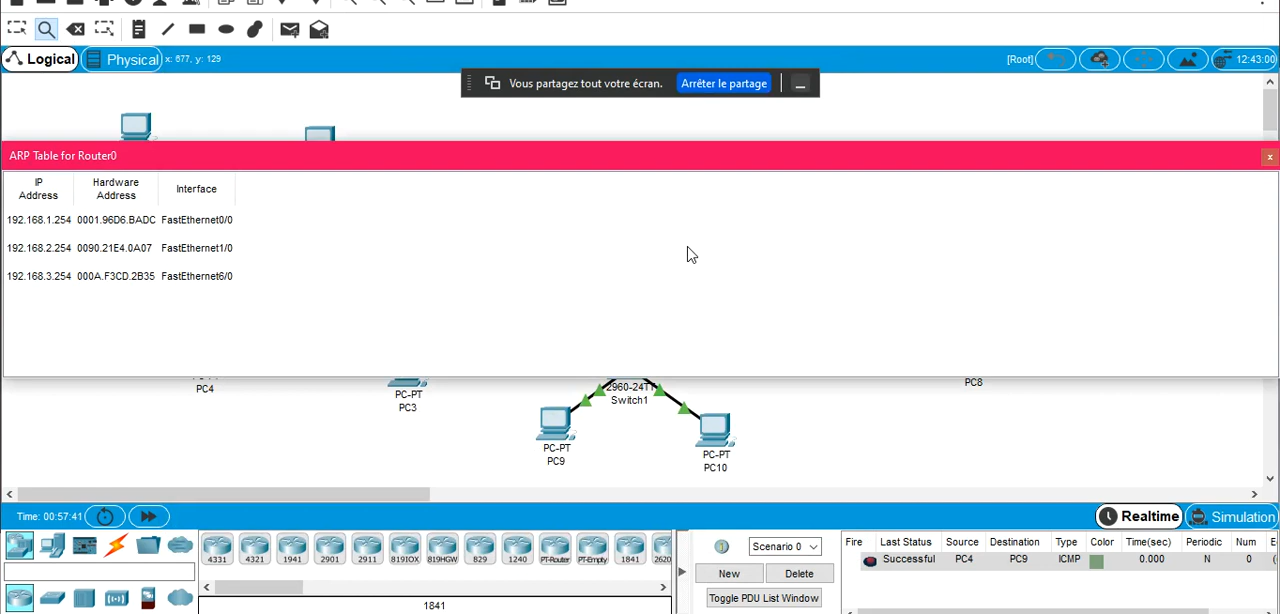 Logical
Physical
x: 677, y: 129
[Root]
12:43:00
Vous partagez tout votre écran.
Arrêter le partage
ARP Table for Router0
IP Address
Hardware Address
Interface
192.168.1.254 0001.96D6.BADC FastEthernet0/0
192.168.2.254 0090.21E4.0A07 FastEthernet1/0
192.168.3.254 000A.F3CD.2B35 FastEthernet6/0
PC4
PC-PT
PC3
2960-24TT
Switch1
PC8
PC-PT
PC9
PC-PT
PC10
Time: 00:57:41
Realtime
Simulation
4331
4321
1941
2901
2911
819IOX
819HGW
829
1240
PT-Router
PT-Empty
1841
2620
1841
Scenario 0
New
Delete
Toggle PDU List Window
Fire Last Status Source Destination Type Color Time(sec) Periodic Num
Successful PC4 PC9 ICMP 0.000 N 0